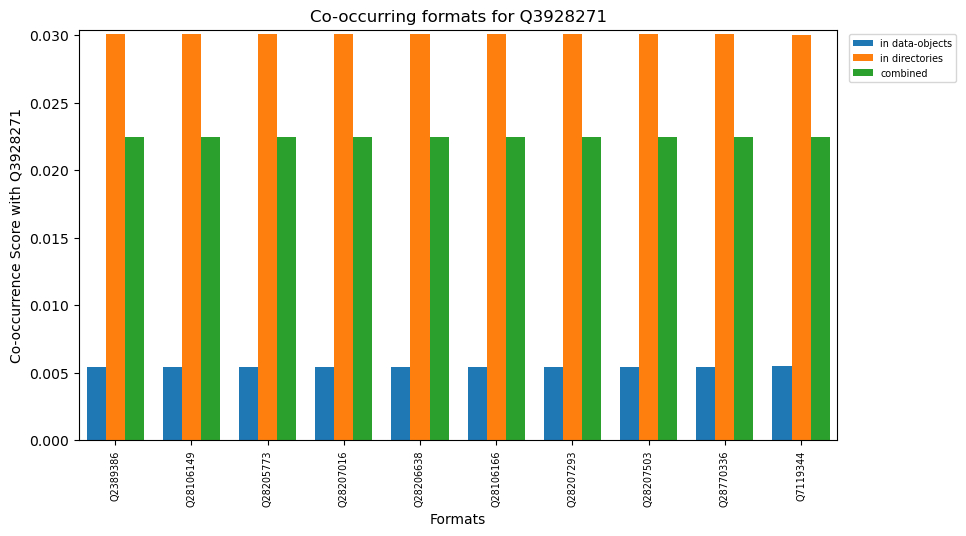 Co-occurring formats for Q3928271
Co-occurrence Score with Q3928271
0.030
0.025
0.020
0.015
0.010
0.005
0.000
Q2389386
Q28106149
Q28205773
Q28207016
Q28206638
Q28106166
Q28207293
Q28207503
Q28770336
Q7119344
Formats
in data-objects
in directories
combined